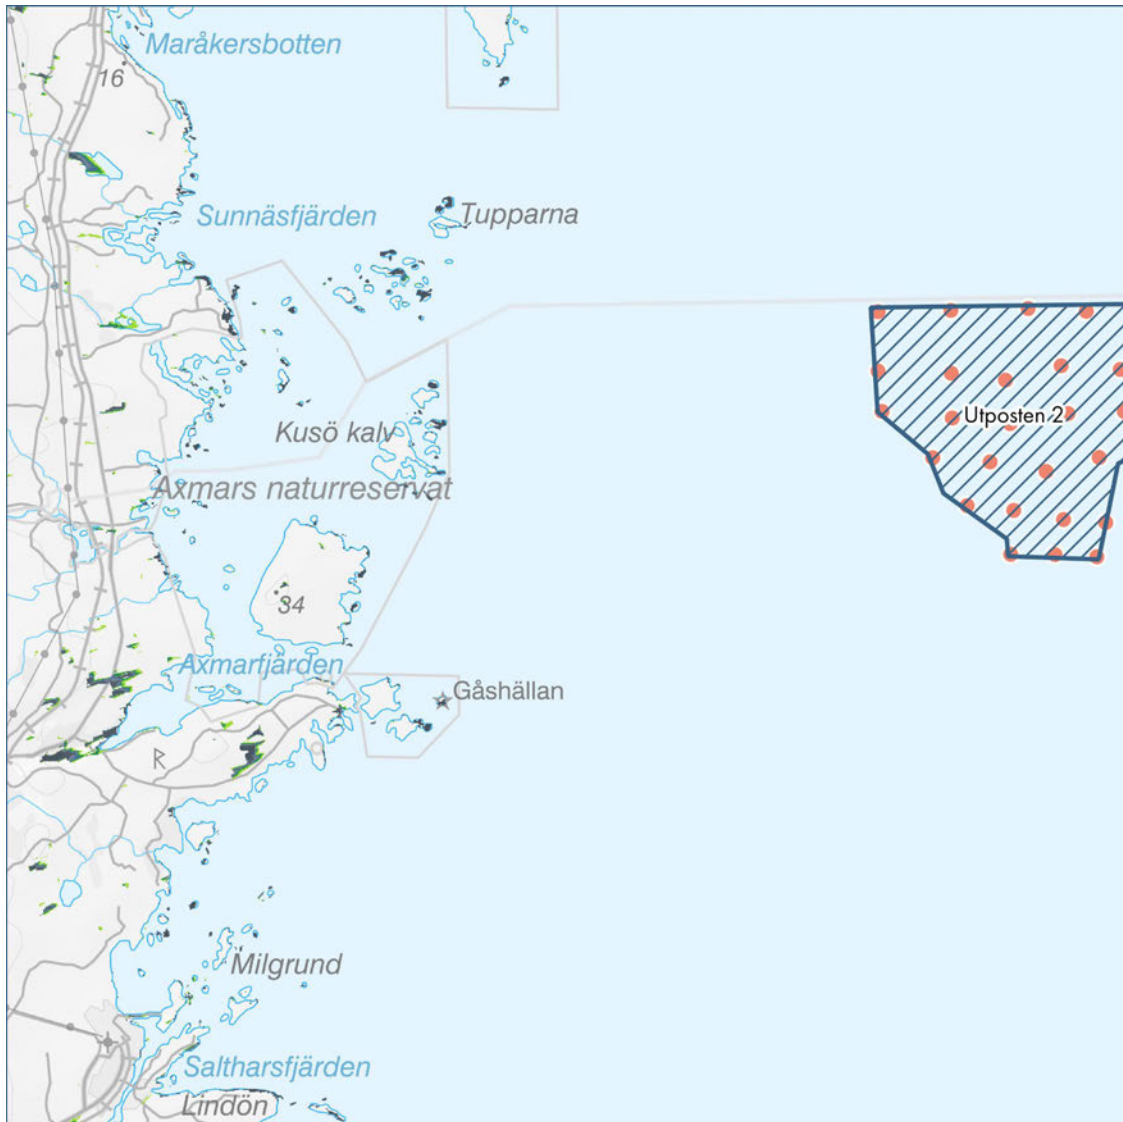 Maråkersbotten
16
Sunnäsfjärden
Tupparna
Kusö kalv
Utposten 2
Axmars naturreservat
34
Axmarfjärden
Gåshällan
R
Milgrund
Saltharsfjärden
Lindön